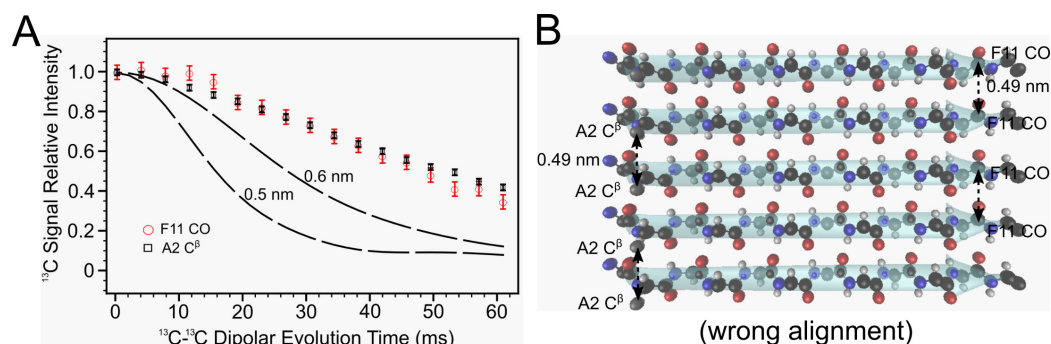 A
¹³C Signal Relative Intensity
1.0
0.8
0.6
0.4
0.2
0
0.6 nm
0.5 nm
F11 CO
A2 Cᵝ
0
10
20
30
40
50
60
¹³C-¹³C Dipolar Evolution Time (ms)
B
F11 CO
0.49 nm
F11 CO
A2 Cᵝ
0.49 nm
F11 CO
A2 Cᵝ
F11 CO
A2 Cᵝ
A2 Cᵝ
(wrong alignment)